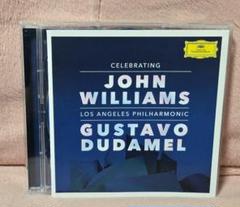 CELEBRATING
JOHN
WILLIAMS
LOS ANGELES PHILHARMONIC
GUSTAVO
DUDAMEL